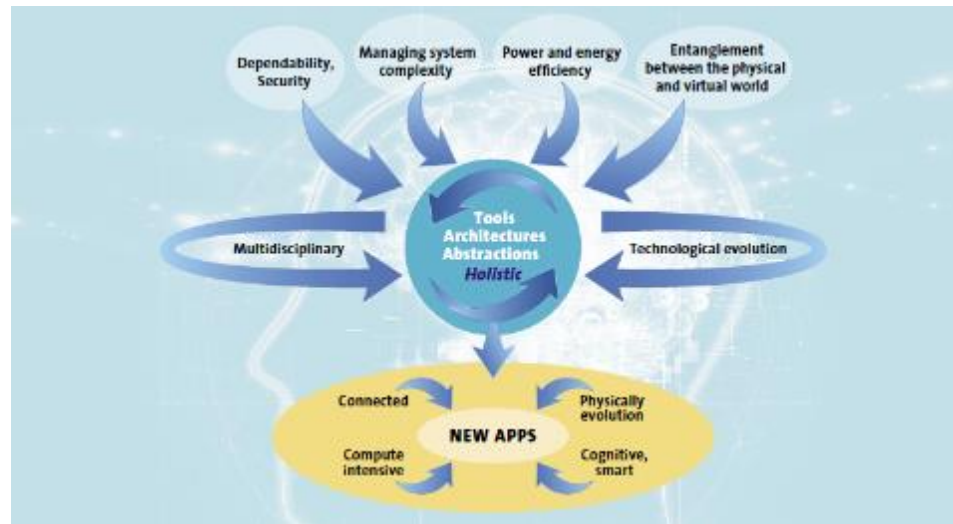 Dependability,
Security
Managing system
complexity
Power and energy
efficiency
Entanglement
between the physical
and virtual world
Multidisciplinary
Tools
Architectures
Abstractions
Holistic
Technological evolution
Connected
Physically
evolution
NEW APPS
Compute
intensive
Cognitive,
smart